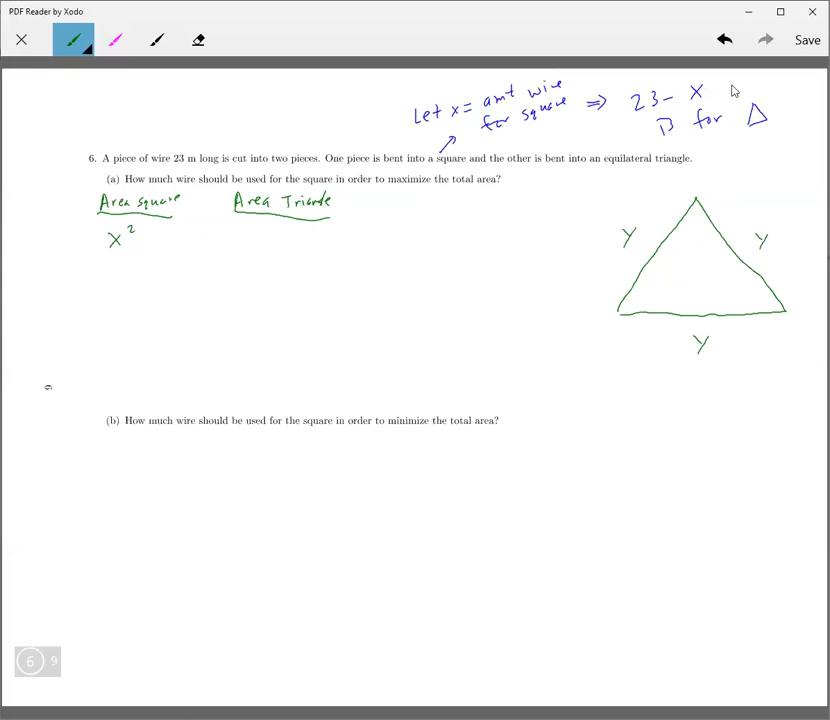 PDF Reader by Xodo
Save
Let x = amt wire
for square ⇒ 23 - x
is for △
6. A piece of wire 23 m long is cut into two pieces. One piece is bent into a square and the other is bent into an equilateral triangle.
(a) How much wire should be used for the square in order to maximize the total area?
Area square Area Triangle
x²
y y
y
6
(b) How much wire should be used for the square in order to minimize the total area?
6 9